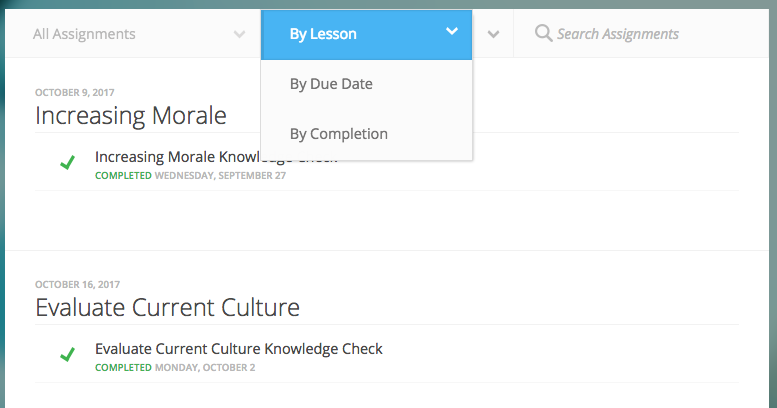 All Assignments
By Lesson
Search Assignments
By Due Date
By Completion
OCTOBER 9, 2017
Increasing Morale
Increasing Morale Knowledge Check
COMPLETED WEDNESDAY, SEPTEMBER 27
OCTOBER 16, 2017
Evaluate Current Culture
Evaluate Current Culture Knowledge Check
COMPLETED MONDAY, OCTOBER 2